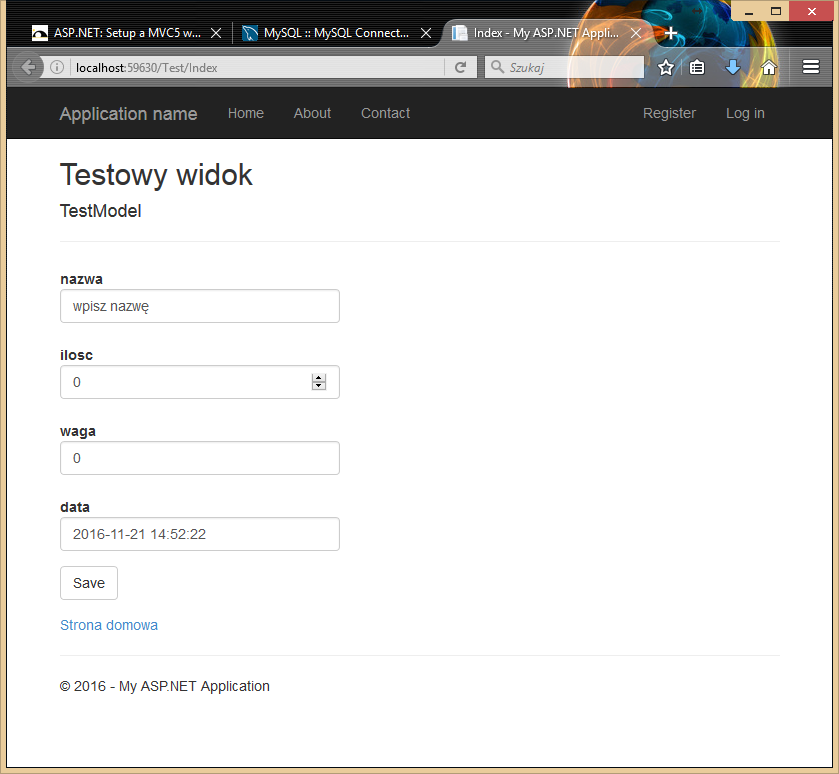 ASP.NET: Setup a MVC5 w... MySQL :: MySQL Connect... Index - My ASP.NET Appli...
localhost:59630/Test/Index Szukaj
Application name Home About Contact Register Log in
Testowy widok
TestModel
nazwa
wpisz nazwę
ilosc
0
waga
0
data
2016-11-21 14:52:22
Save
Strona domowa
© 2016 - My ASP.NET Application